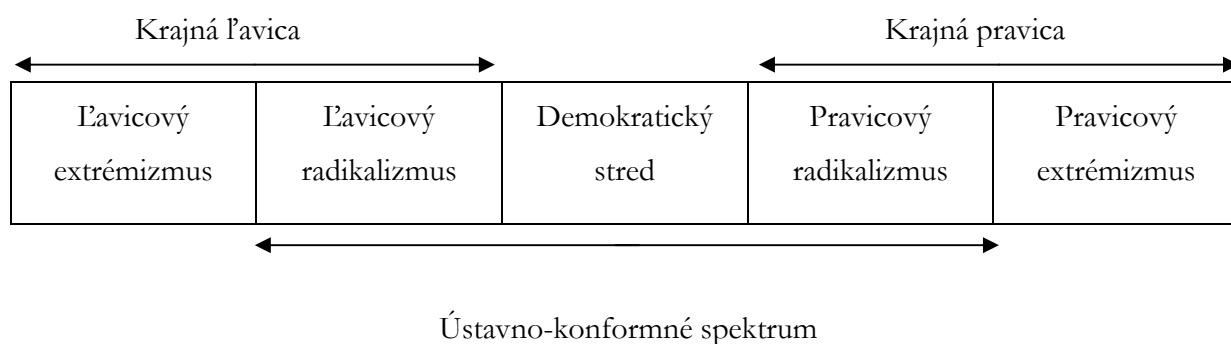 Krajná ľavica
Krajná pravica
Ľavicový
extrémizmus
Ľavicový
radikalizmus
Demokratický
stred
Pravicový
radikalizmus
Pravicový
extrémizmus
Ústavno-konformné spektrum